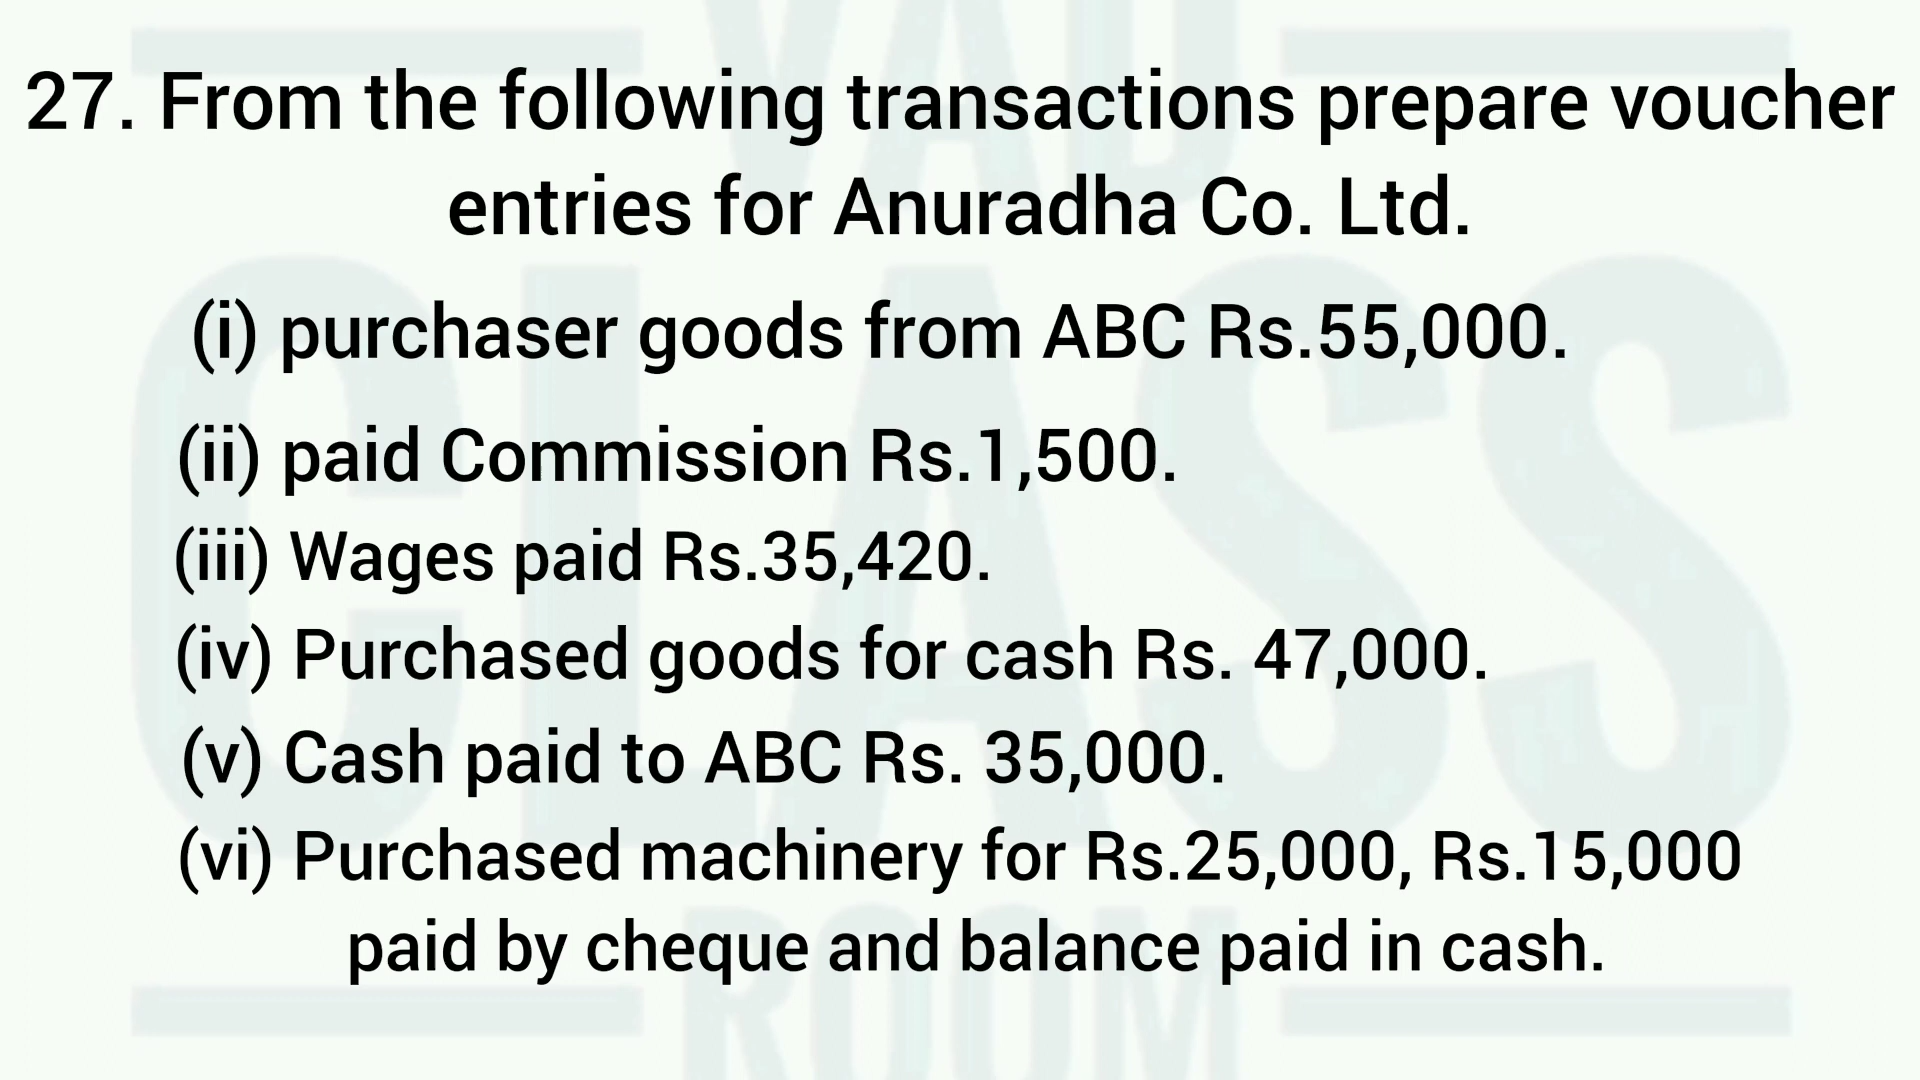 27. From the following transactions prepare voucher
entries for Anuradha Co. Ltd.
(i) purchaser goods from ABC Rs.55,000.
(ii) paid Commission Rs.1,500.
(iii) Wages paid Rs.35,420.
(iv) Purchased goods for cash Rs. 47,000.
(v) Cash paid to ABC Rs. 35,000.
(vi) Purchased machinery for Rs.25,000, Rs.15,000
paid by cheque and balance paid in cash.
CLASS
ROOM